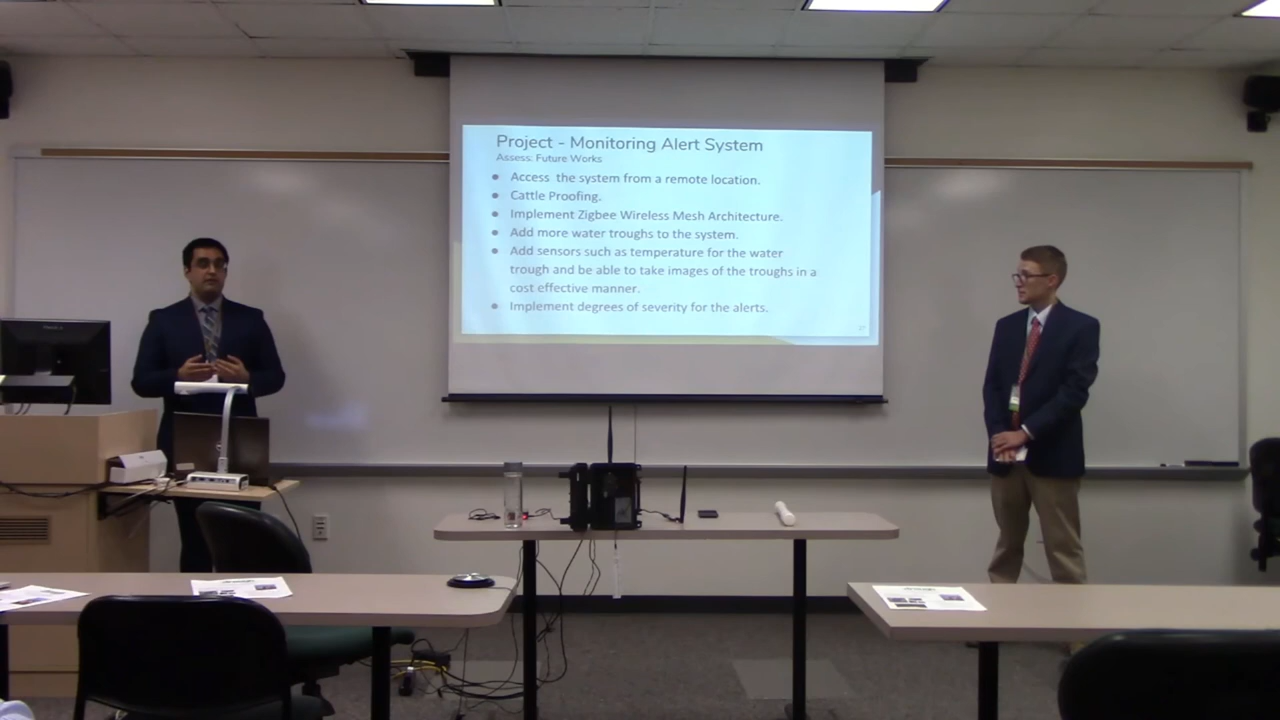 Project - Monitoring Alert System
Assess: Future Works
● Access the system from a remote location.
● Cattle Proofing.
● Implement Zigbee Wireless Mesh Architecture.
● Add more water troughs to the system.
● Add sensors such as temperature for the water
trough and be able to take images of the troughs in a
cost effective manner.
● Implement degrees of severity for the alerts.